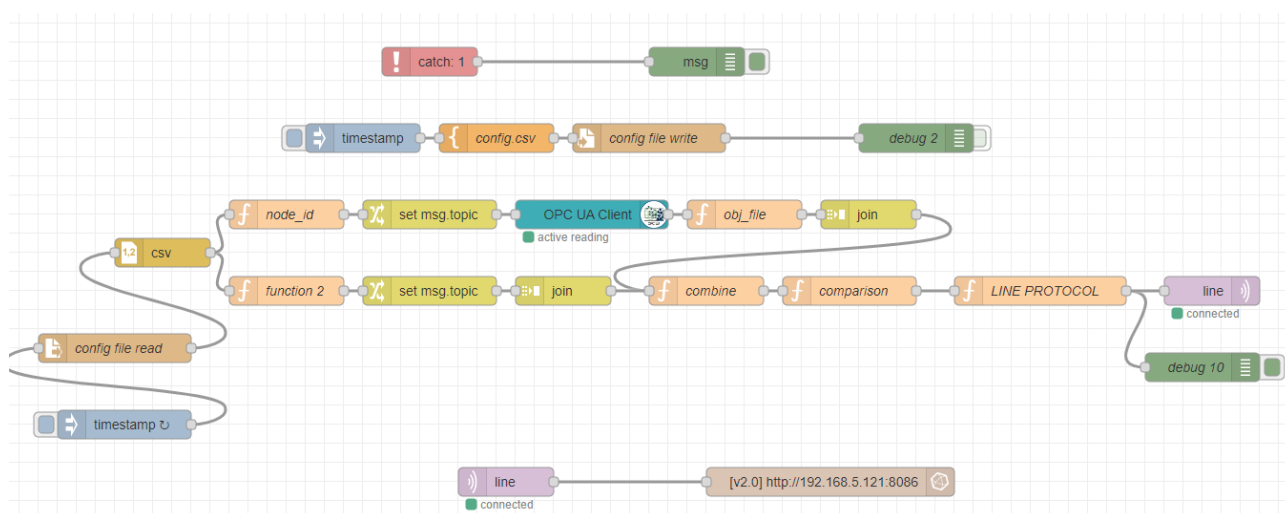 catch: 1
msg
timestamp
config.csv
config file write
debug 2
node_id
set msg.topic
OPC UA Client
active reading
obj_file
join
1,2
csv
function 2
set msg.topic
join
combine
comparison
LINE PROTOCOL
line
connected
config file read
debug 10
timestamp ↻
line
connected
[v2.0] http://192.168.5.121:8086